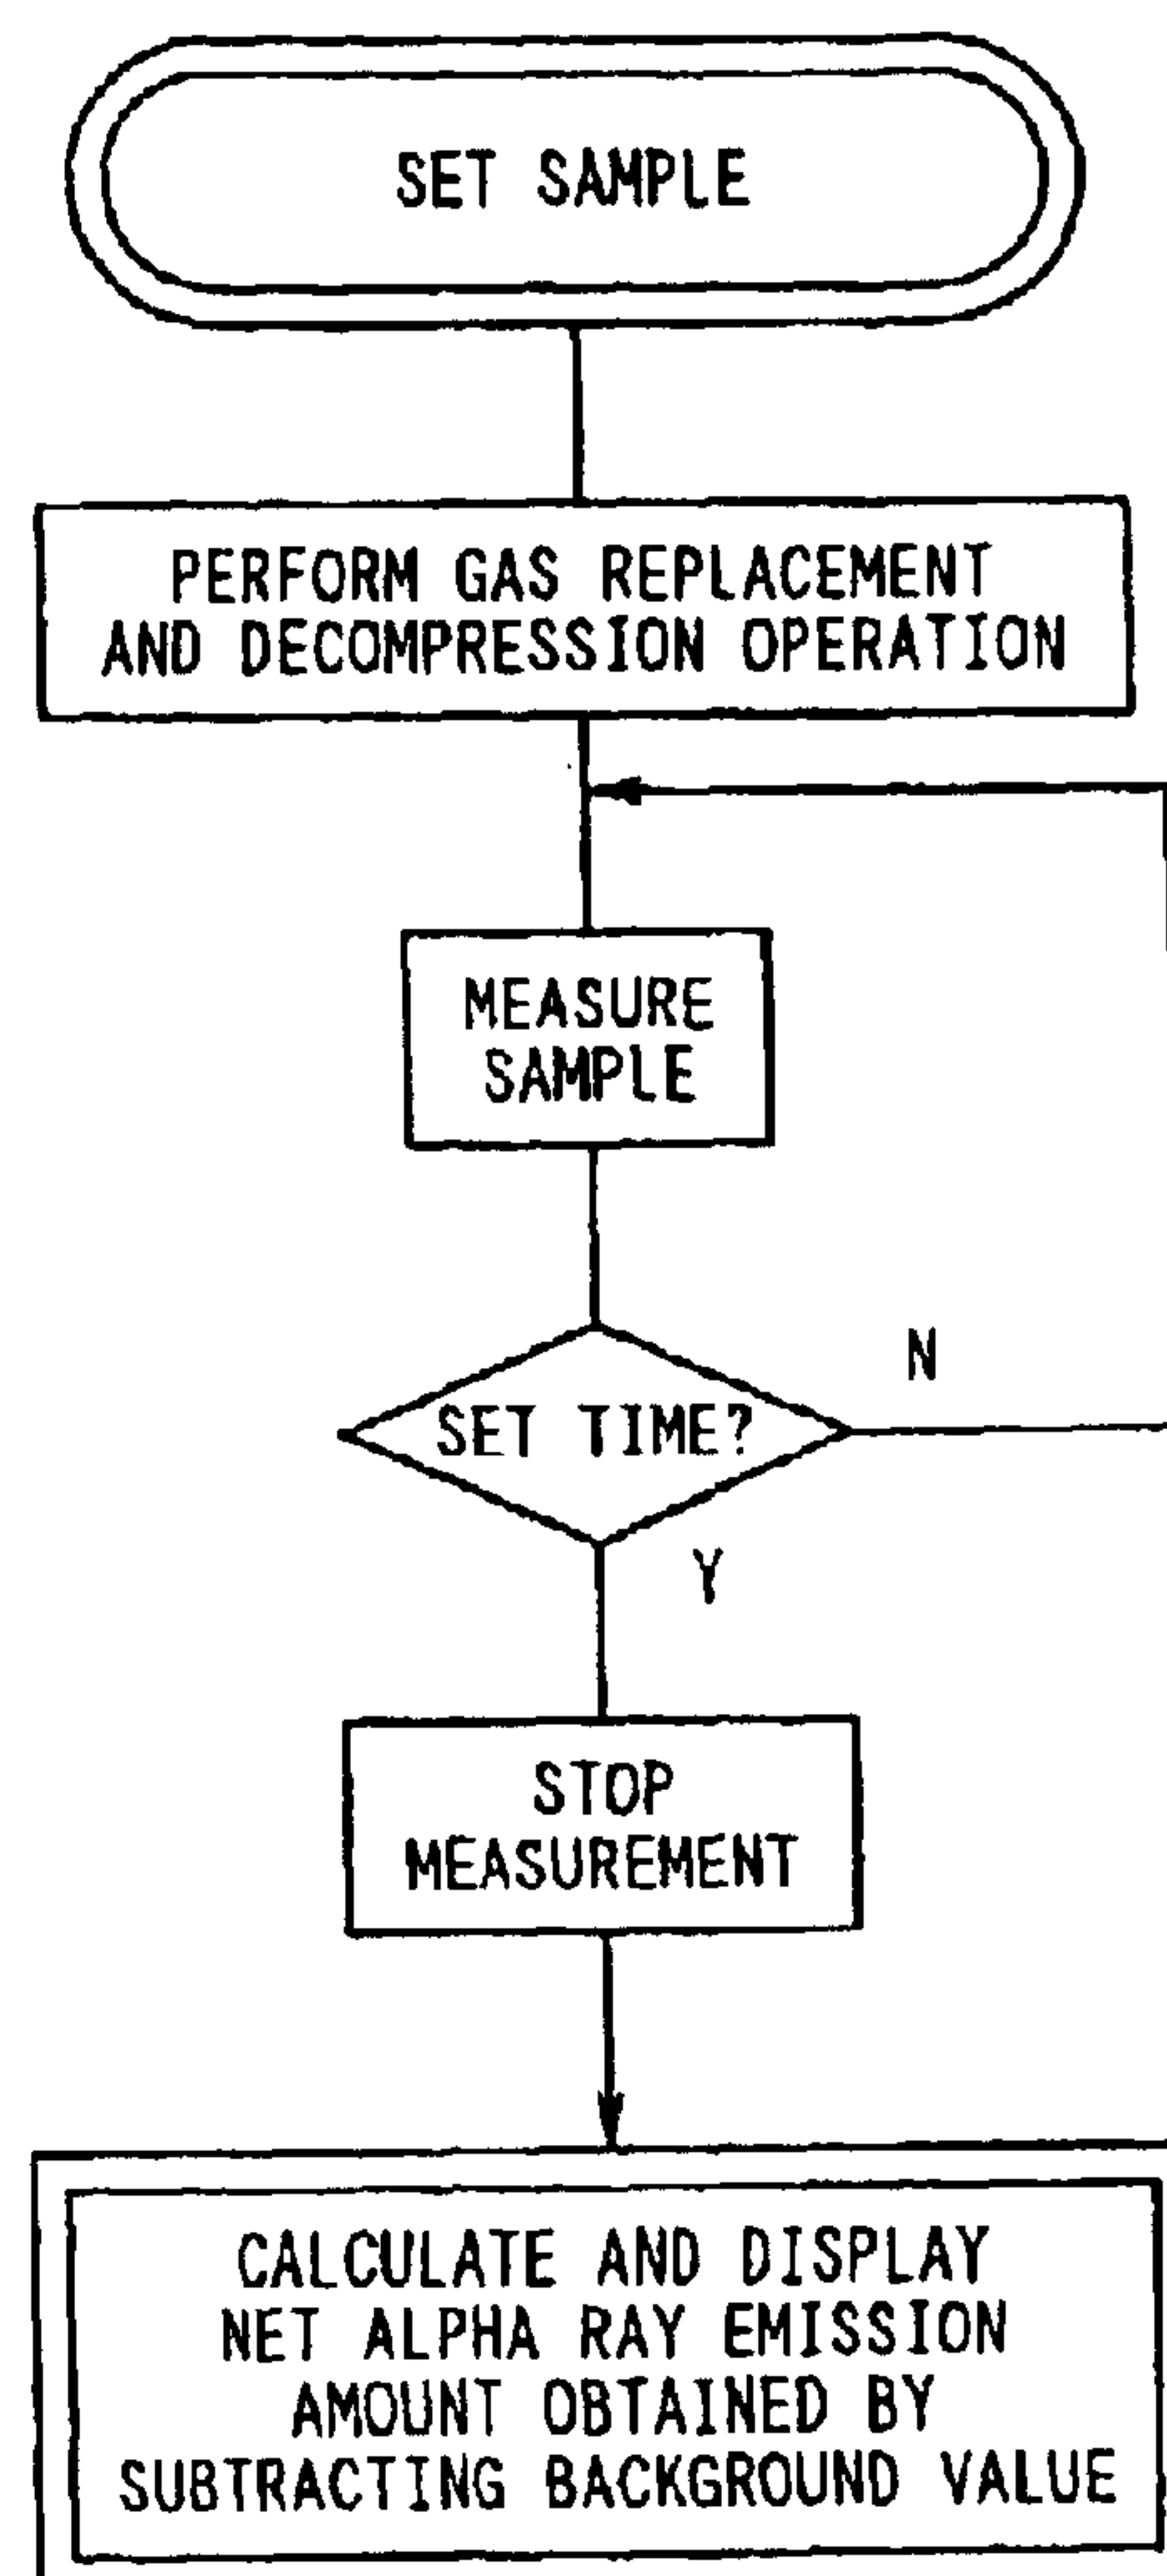 SET SAMPLE
PERFORM GAS REPLACEMENT
AND DECOMPRESSION OPERATION
MEASURE
SAMPLE
SET TIME?
N
Y
STOP
MEASUREMENT
CALCULATE AND DISPLAY
NET ALPHA RAY EMISSION
AMOUNT OBTAINED BY
SUBTRACTING BACKGROUND VALUE